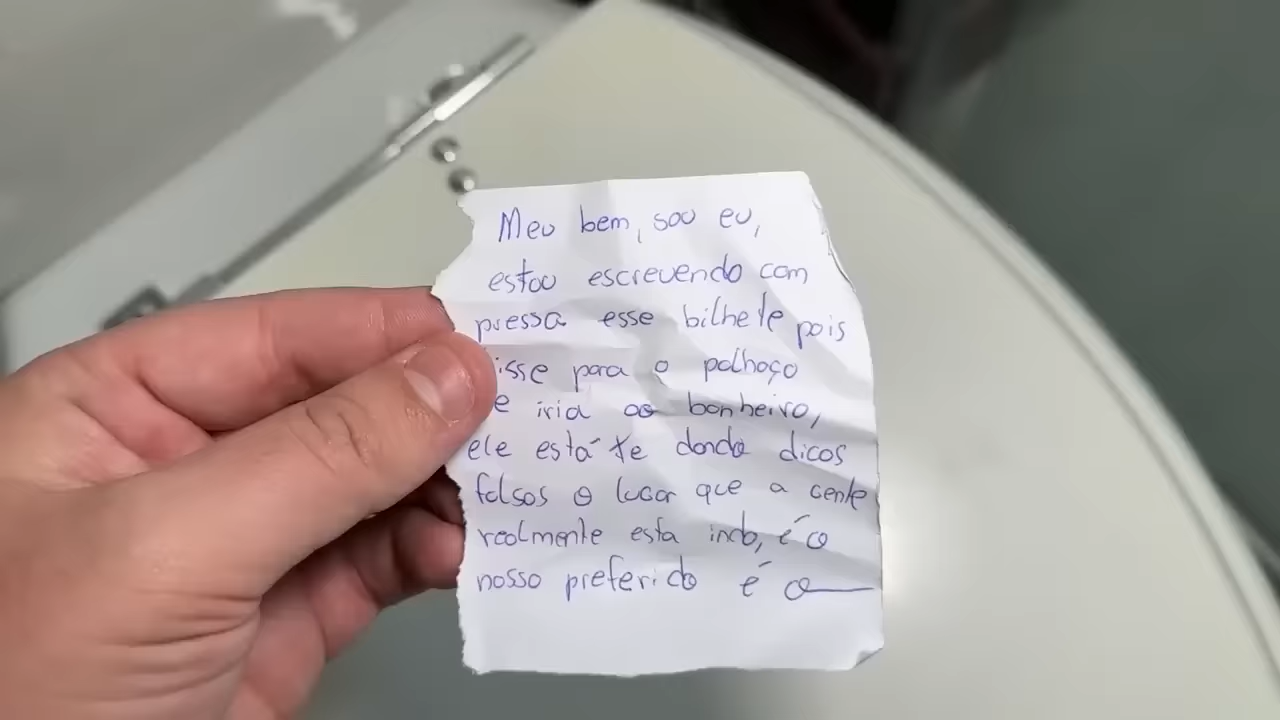 Meu bem, sou eu,
estou escrevendo com
pressa esse bilhete pois
isse para o palhaço
e iria ao banheiro,
ele está te dando dicas
falsas o lugar que a gente
realmente esta indo, é o
nosso preferido é o